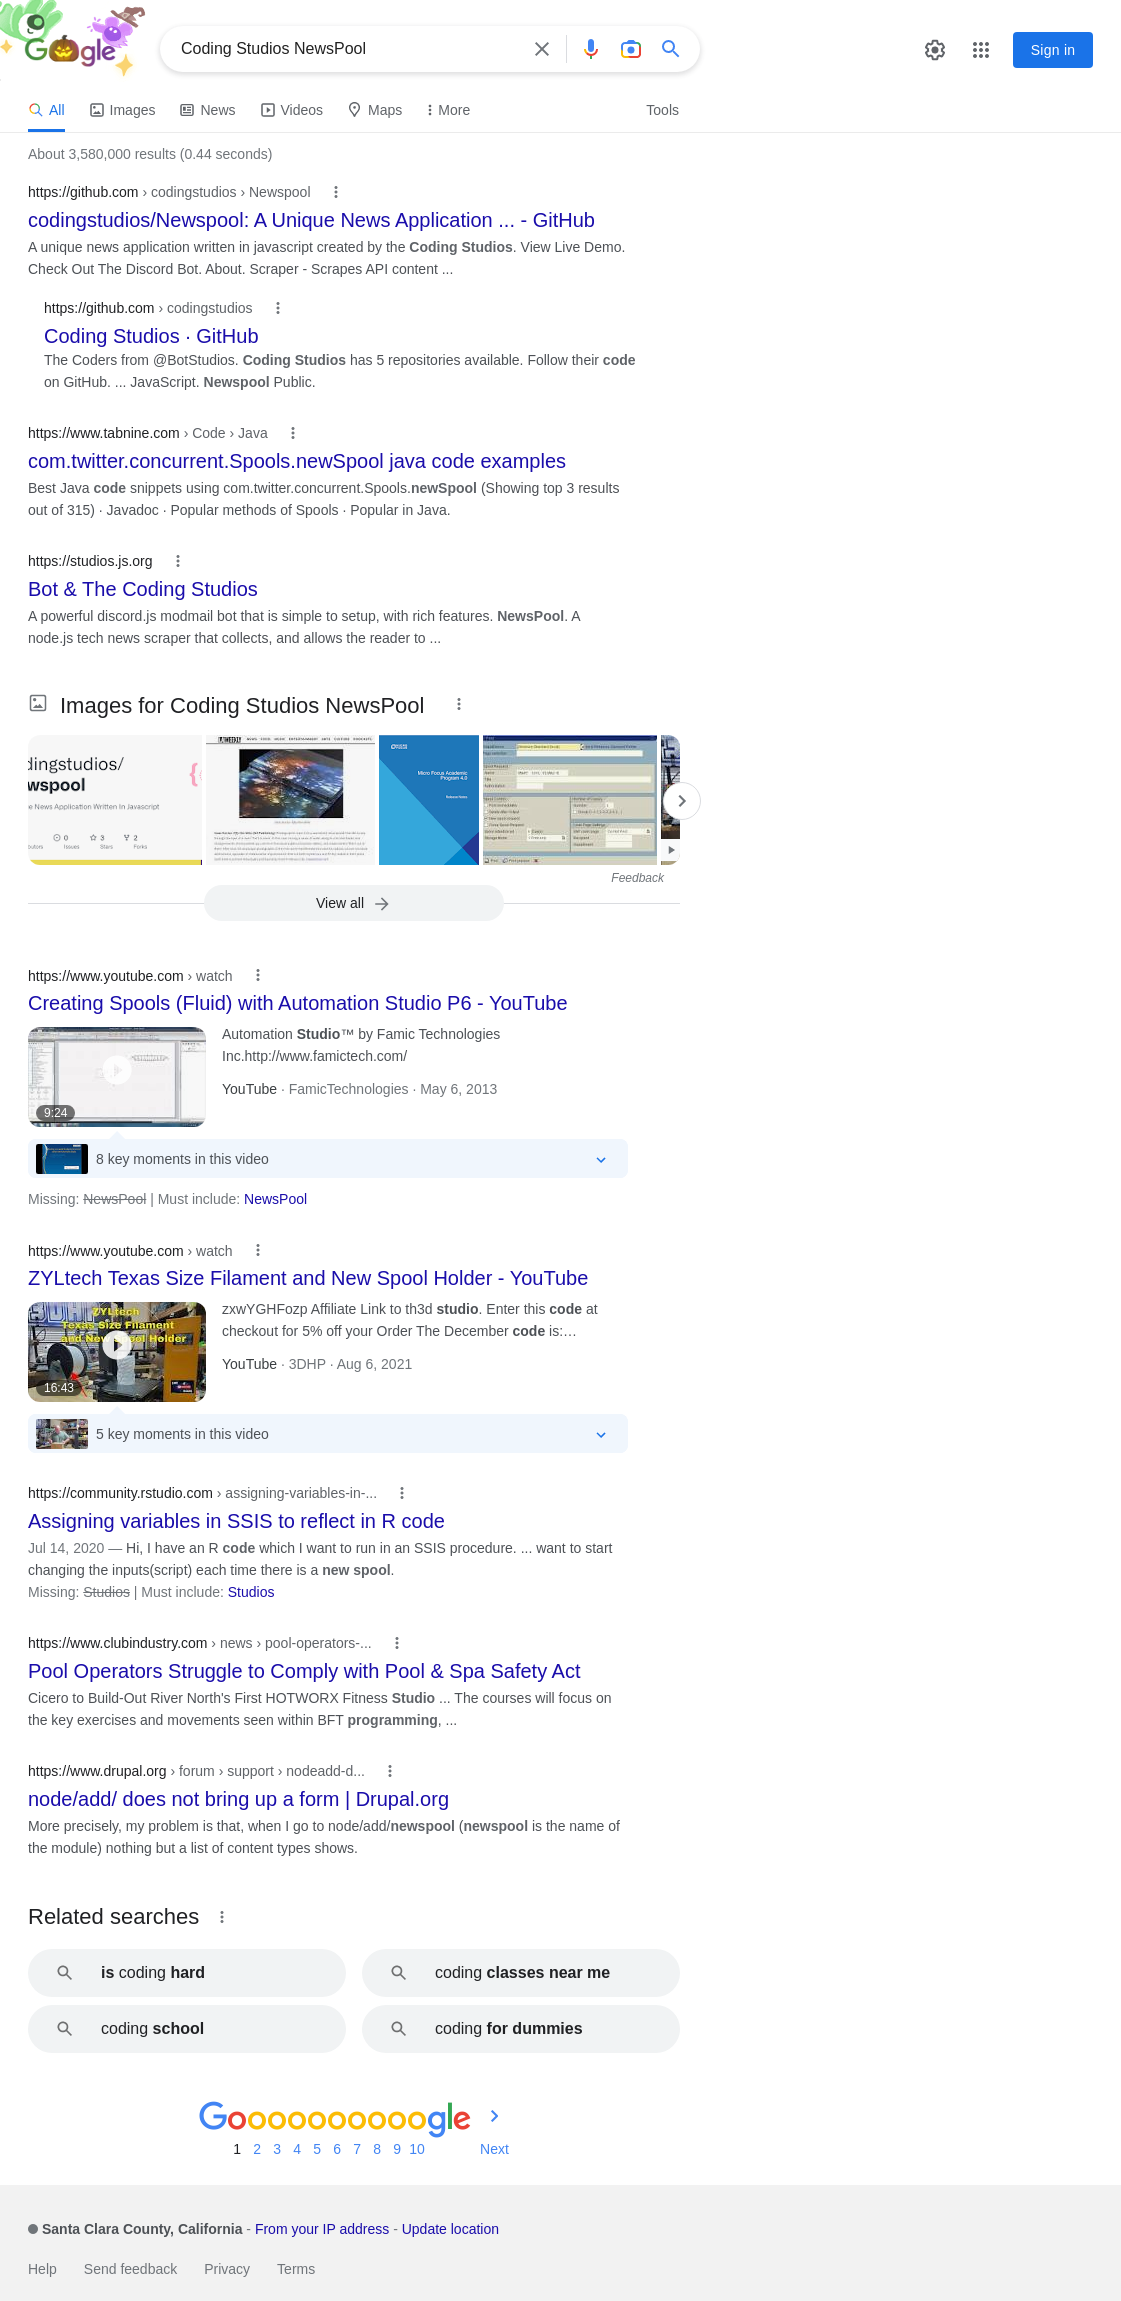 Google
Coding Studios NewsPool
Sign in
All
Images
News
Videos
Maps
More
Tools
About 3,580,000 results (0.44 seconds)
https://github.com › codingstudios › Newspool
codingstudios/Newspool: A Unique News Application ... - GitHub
A unique news application written in javascript created by the Coding Studios. View Live Demo.
Check Out The Discord Bot. About. Scraper - Scrapes API content ...
https://github.com › codingstudios
Coding Studios · GitHub
The Coders from @BotStudios. Coding Studios has 5 repositories available. Follow their code
on GitHub. ... JavaScript. Newspool Public.
https://www.tabnine.com › Code › Java
com.twitter.concurrent.Spools.newSpool java code examples
Best Java code snippets using com.twitter.concurrent.Spools.newSpool (Showing top 3 results
out of 315) · Javadoc · Popular methods of Spools · Popular in Java.
https://studios.js.org
Bot & The Coding Studios
A powerful discord.js modmail bot that is simple to setup, with rich features. NewsPool. A
node.js tech news scraper that collects, and allows the reader to ...
Images for Coding Studios NewsPool
dingstudios/
wspool
e News Application Written In Javascript
0
3
2
utors
Issues
Stars
Forks
WEEKLY
Micro Focus Academic
Program 4.0
Feedback
View all
https://www.youtube.com › watch
Creating Spools (Fluid) with Automation Studio P6 - YouTube
9:24
Automation Studio™ by Famic Technologies
Inc.http://www.famictech.com/
YouTube · FamicTechnologies · May 6, 2013
8 key moments in this video
Missing: NewsPool | Must include: NewsPool
https://www.youtube.com › watch
ZYLtech Texas Size Filament and New Spool Holder - YouTube
ZYLtech
Texas Size Filament
and New Spool Holder
16:43
zxwYGHFozp Affiliate Link to th3d studio. Enter this code at
checkout for 5% off your Order The December code is:…
YouTube · 3DHP · Aug 6, 2021
5 key moments in this video
https://community.rstudio.com › assigning-variables-in-...
Assigning variables in SSIS to reflect in R code
Jul 14, 2020 — Hi, I have an R code which I want to run in an SSIS procedure. ... want to start
changing the inputs(script) each time there is a new spool.
Missing: Studios | Must include: Studios
https://www.clubindustry.com › news › pool-operators-...
Pool Operators Struggle to Comply with Pool & Spa Safety Act
Cicero to Build-Out River North's First HOTWORX Fitness Studio ... The courses will focus on
the key exercises and movements seen within BFT programming, ...
https://www.drupal.org › forum › support › nodeadd-d...
node/add/ does not bring up a form | Drupal.org
More precisely, my problem is that, when I go to node/add/newspool (newspool is the name of
the module) nothing but a list of content types shows.
Related searches
is coding hard
coding classes near me
coding school
coding for dummies
Goooooooooogle
1 2 3 4 5 6 7 8 9 10 Next
Santa Clara County, California - From your IP address - Update location
Help
Send feedback
Privacy
Terms